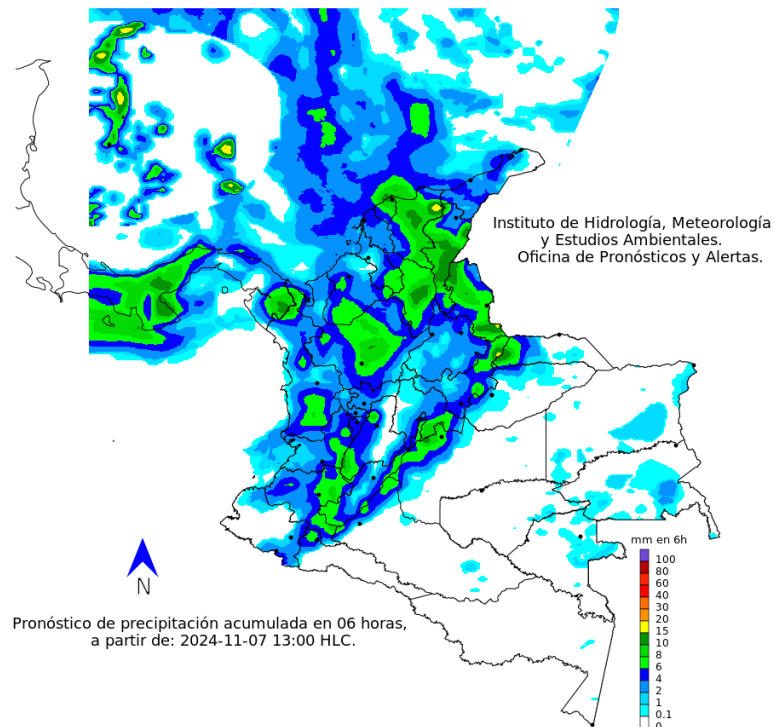 Instituto de Hidrología, Meteorología
y Estudios Ambientales.
Oficina de Pronósticos y Alertas.
N
mm en 6h
100
80
60
40
30
20
15
10
8
6
4
2
1
0.1
0
Pronóstico de precipitación acumulada en 06 horas,
a partir de: 2024-11-07 13:00 HLC.